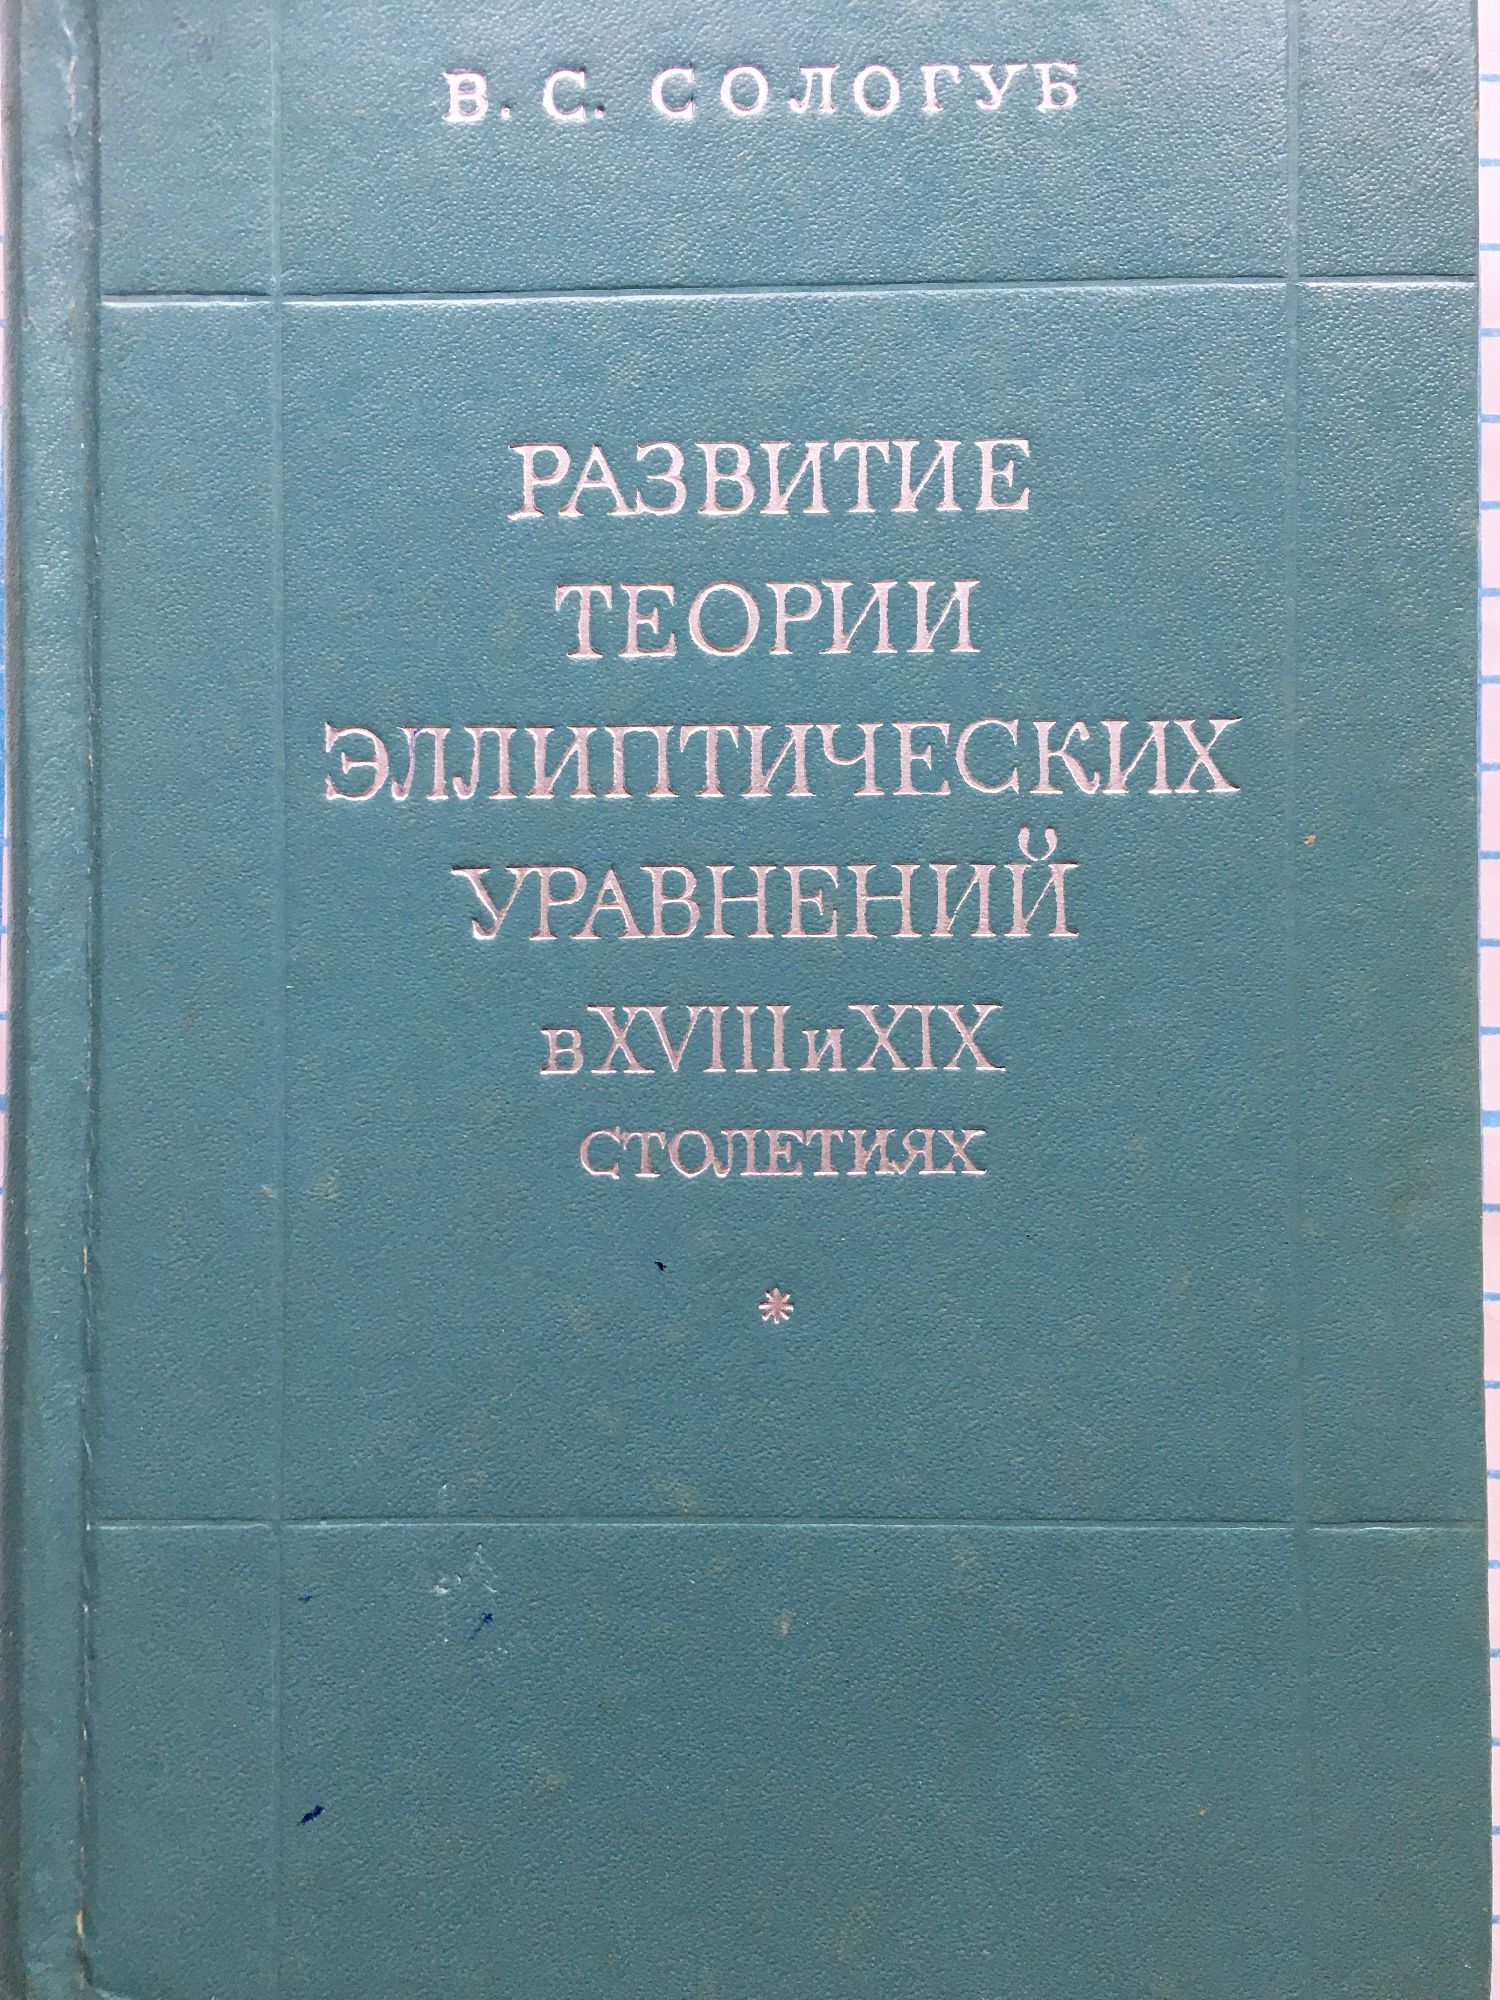 В. С. СОЛОГУБ
РАЗВИТИЕ
ТЕОРИИ
ЭЛЛИПТИЧЕСКИХ
УРАВНЕНИЙ
в XVIII и XIX
СТОЛЕТИЯХ
*